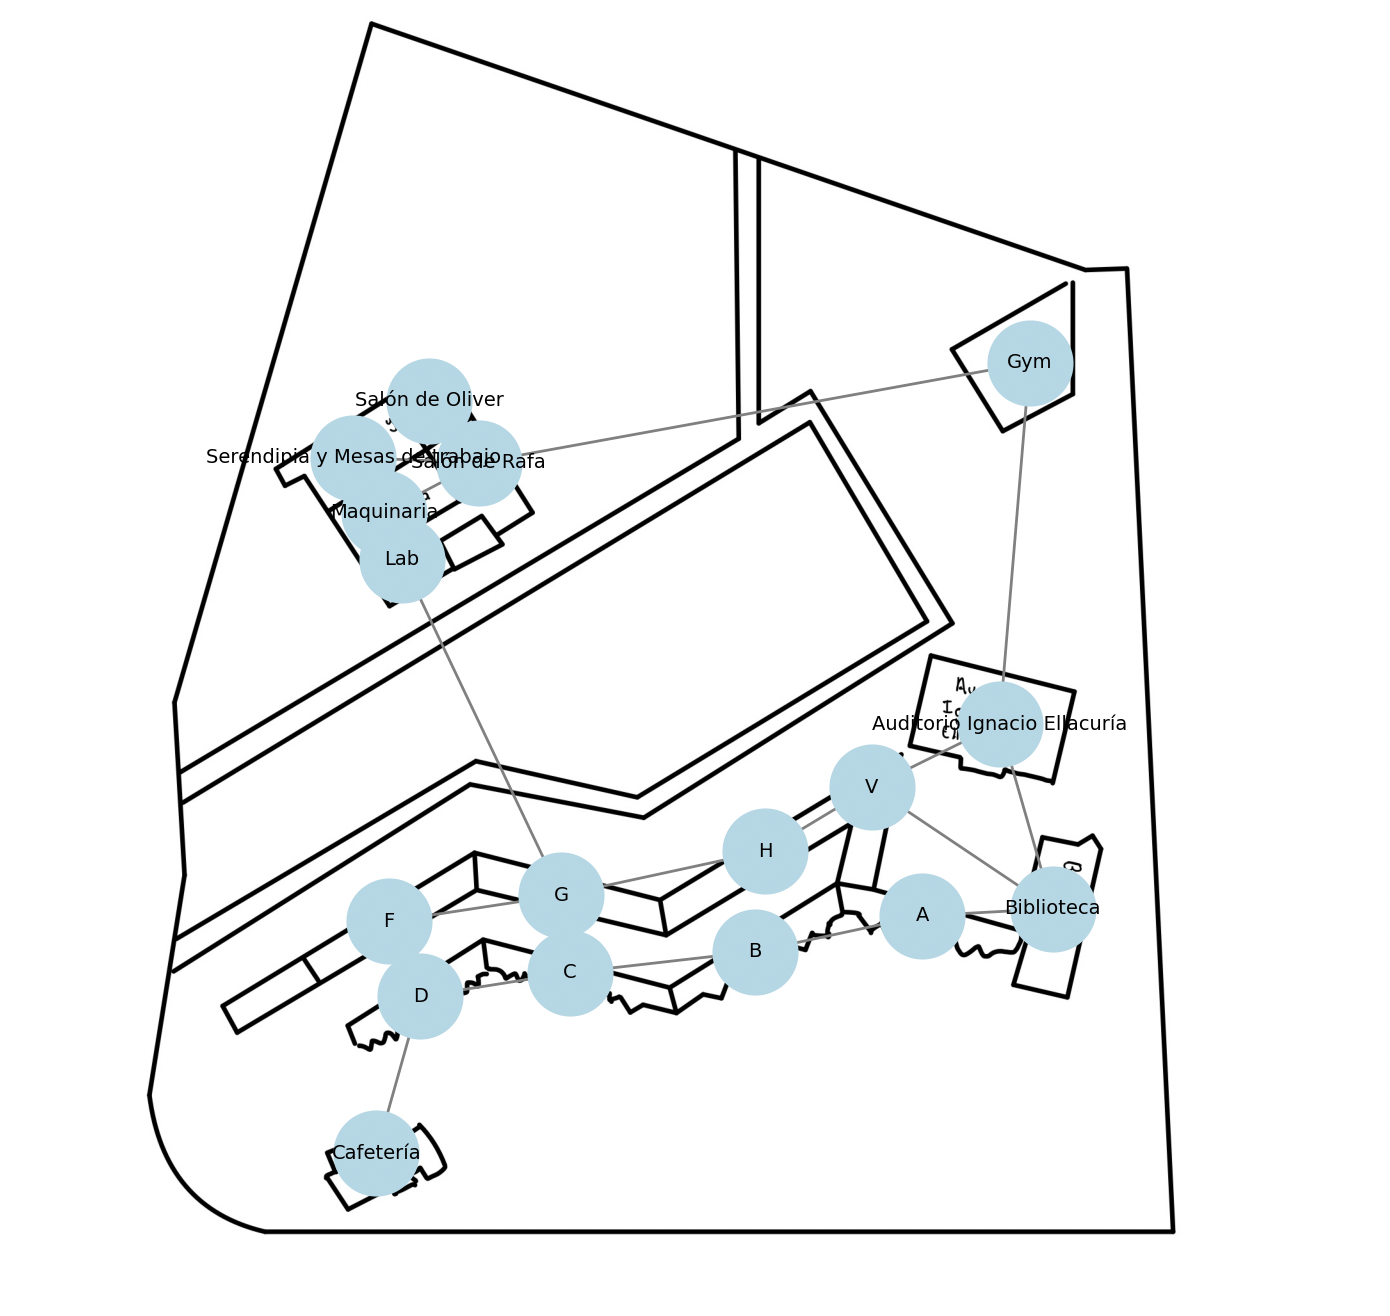 Gym
Salón de Oliver
Serendipia y Mesas de trabajo
Salón de Rafa
Maquinaria
Lab
Auditorio Ignacio Ellacuría
V
H
G
F
Biblioteca
A
B
C
D
Cafetería